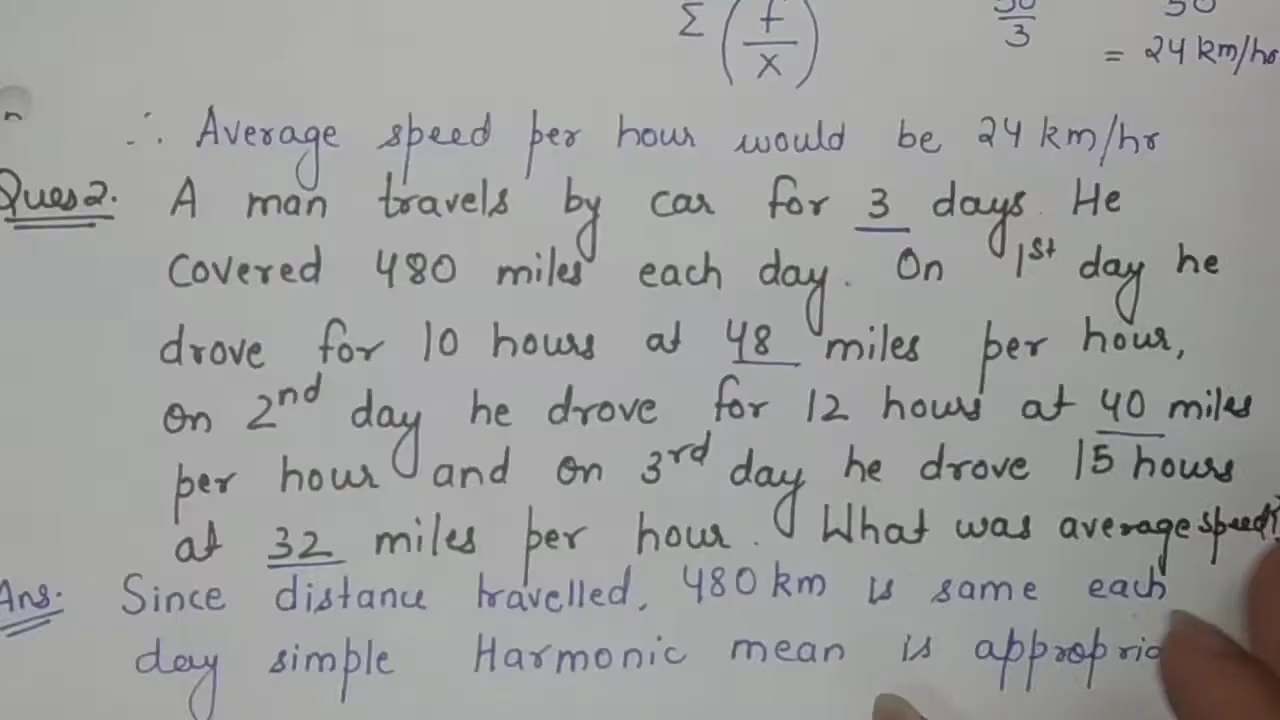 Σ (f/x) 30/3 50
= 24 km/hr
∴ Average speed per hour would be 24 km/hr
Ques 2. A man travels by car for 3 days. He
covered 480 miles each day. On 1st day he
drove for 10 hours at 48 miles per hour,
on 2nd day he drove for 12 hours at 40 miles
per hour and on 3rd day he drove 15 hours
at 32 miles per hour. What was average speed?
Ans. Since distance travelled, 480 km is same each
day simple Harmonic mean is